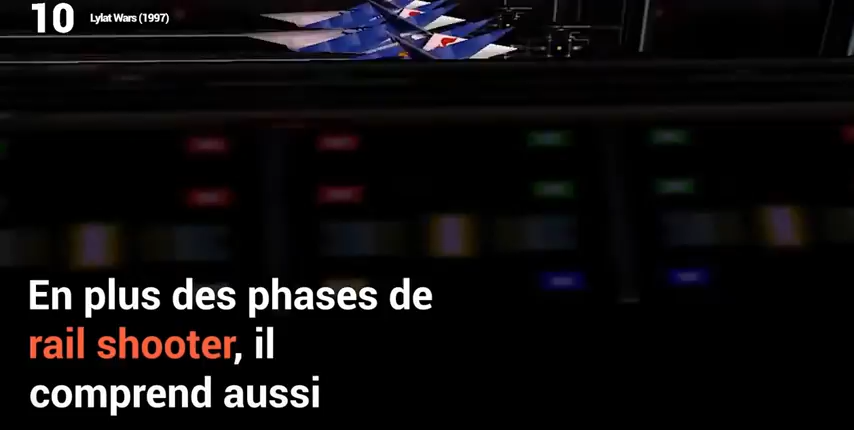 10 Lylat Wars (1997)
En plus des phases de
rail shooter, il
comprend aussi